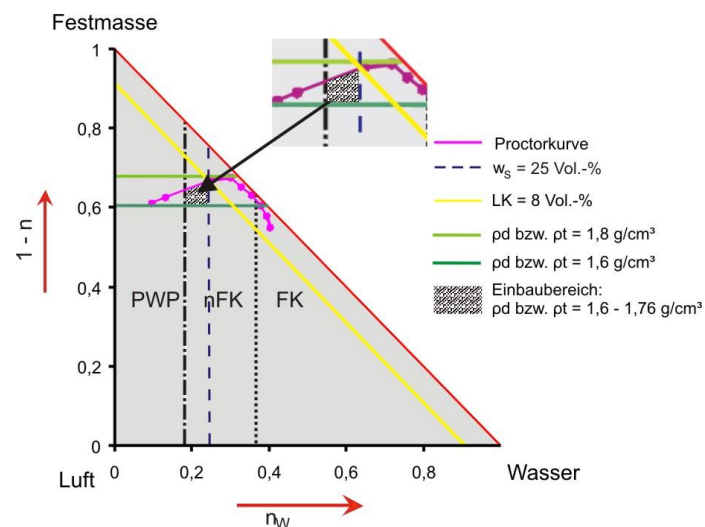 Festmasse
1
0,8
0,6
0,4
0,2
0
1 - n
PWP
nFK
FK
Luft
0
0,2
0,4
0,6
0,8
Wasser
nW
Proctorkurve
wS = 25 Vol.-%
LK = 8 Vol.-%
ρd bzw. ρt = 1,8 g/cm³
ρd bzw. ρt = 1,6 g/cm³
Einbaubereich:
ρd bzw. ρt = 1,6 - 1,76 g/cm³